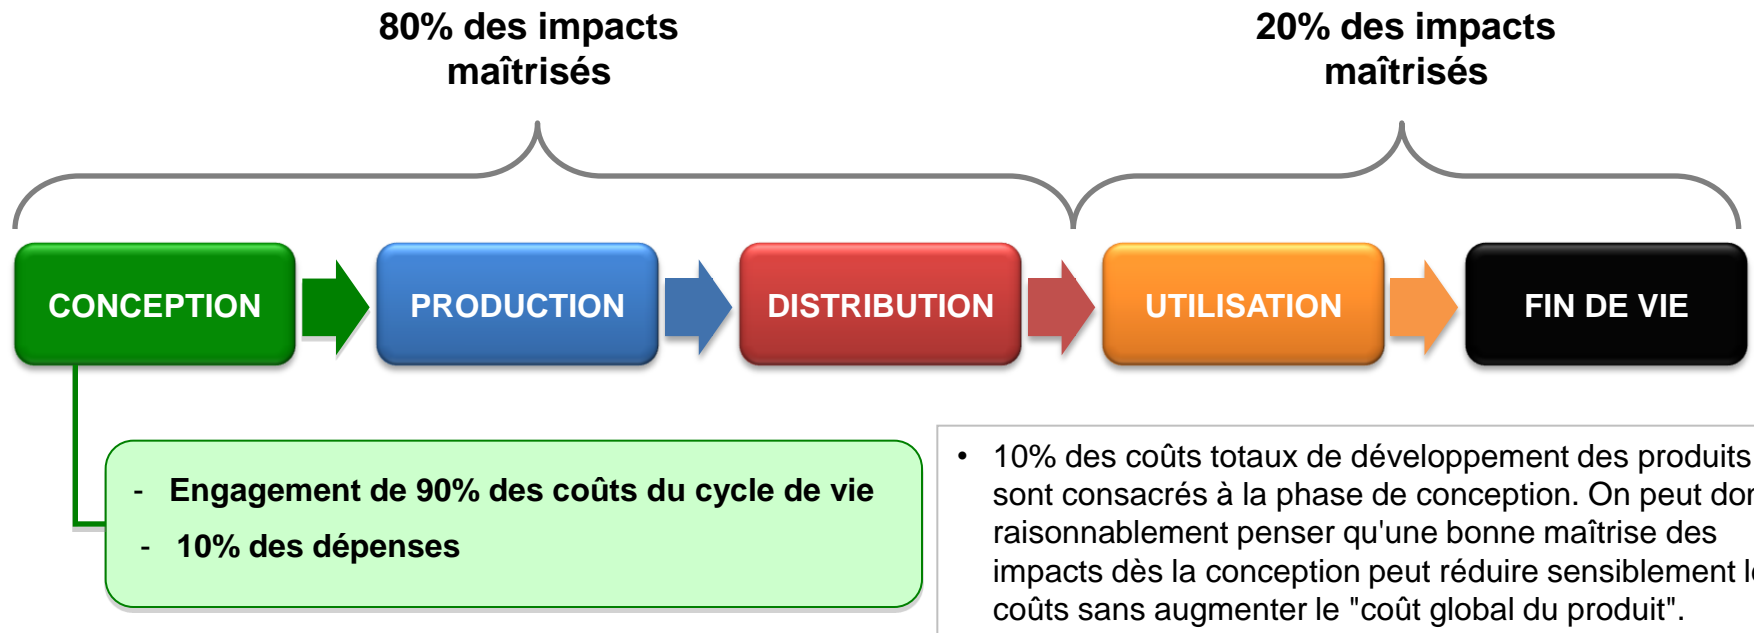 80% des impacts
maîtrisés
20% des impacts
maîtrisés
CONCEPTION
PRODUCTION
DISTRIBUTION
UTILISATION
FIN DE VIE
- Engagement de 90% des coûts du cycle de vie
- 10% des dépenses
• 10% des coûts totaux de développement des produits
sont consacrés à la phase de conception. On peut
raisonnablement penser qu'une bonne maîtrise des
impacts dès la conception peut réduire sensiblement
coûts sans augmenter le "coût global du produit".